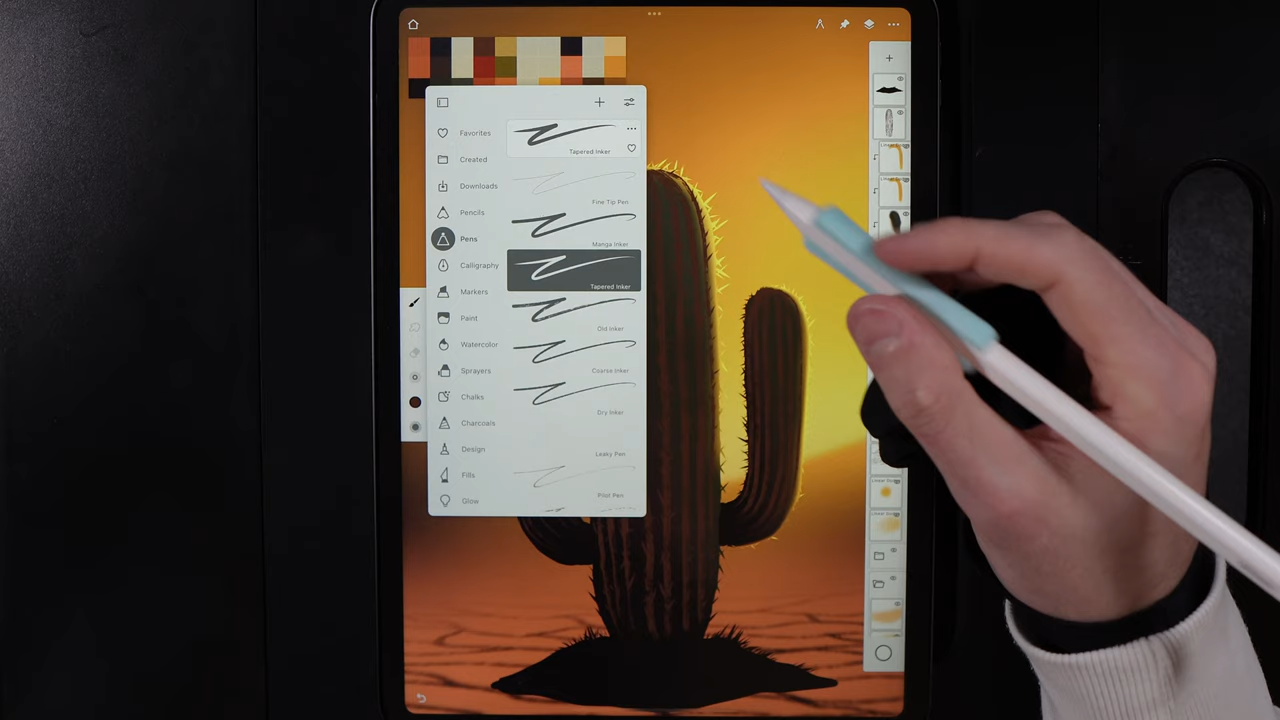 Favorites
Created
Downloads
Pencils
Pens
Calligraphy
Markers
Paint
Watercolor
Sprayers
Chalks
Charcoals
Design
Fills
Glow
Tapered Inker
Fine Tip Pen
Manga Inker
Tapered Inker
Old Inker
Coarse Inker
Dry Inker
Leaky Pen
Pilot Pen